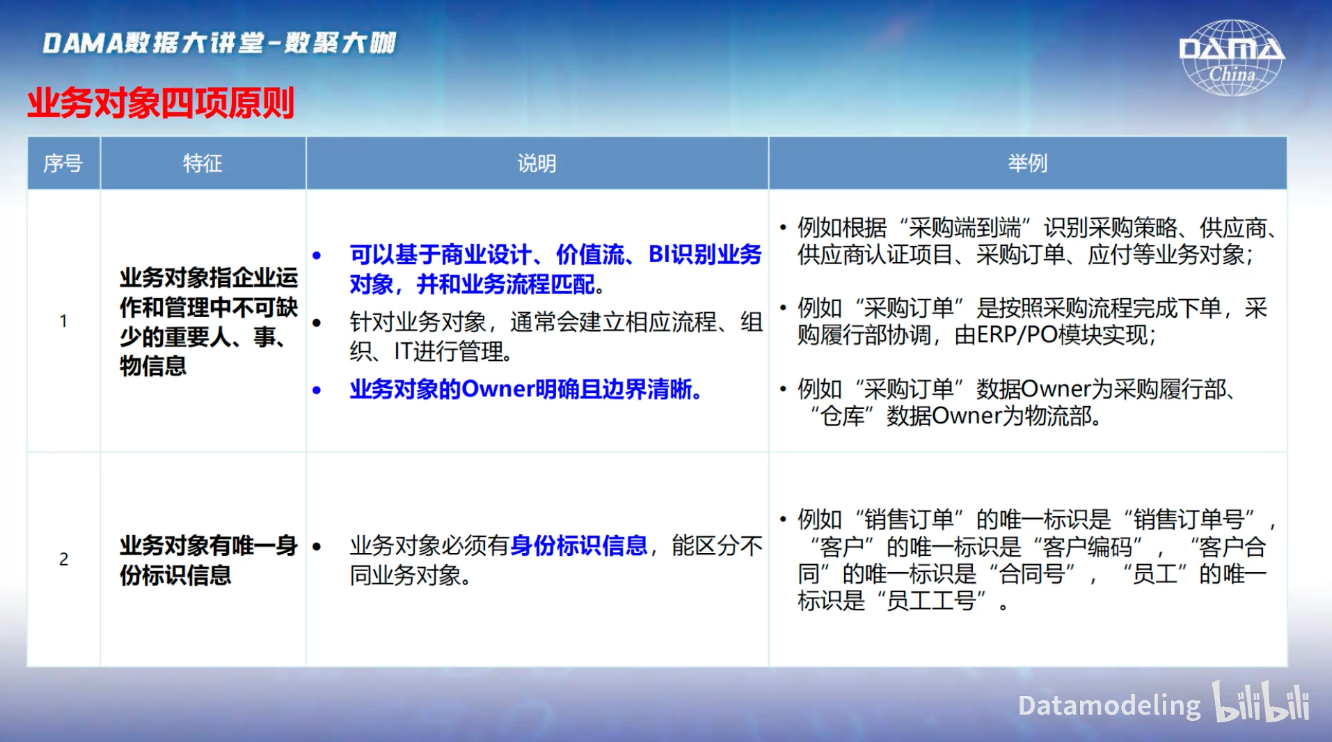 DAMA数据大讲堂-数聚大咖
DAMA
China
业务对象四项原则
序号
特征
说明
举例
1
业务对象指企业运
作和管理中不可缺
少的重要人、事、
物信息
• 可以基于商业设计、价值流、BI识别业务
对象，并和业务流程匹配。
• 针对业务对象，通常会建立相应流程、组
织、IT进行管理。
• 业务对象的Owner明确且边界清晰。
• 例如根据“采购端到端”识别采购策略、供应商、
供应商认证项目、采购订单、应付等业务对象；
• 例如“采购订单”是按照采购流程完成下单，采
购履行部协调，由ERP/PO模块实现；
• 例如“采购订单”数据Owner为采购履行部、
“仓库”数据Owner为物流部。
2
业务对象有唯一身
份标识信息
• 业务对象必须有身份标识信息，能区分不
同业务对象。
• 例如“销售订单”的唯一标识是“销售订单号”，
“客户”的唯一标识是“客户编码”，“客户合
同”的唯一标识是“合同号”，“员工”的唯一
标识是“员工工号”。
Datamodeling bilibili